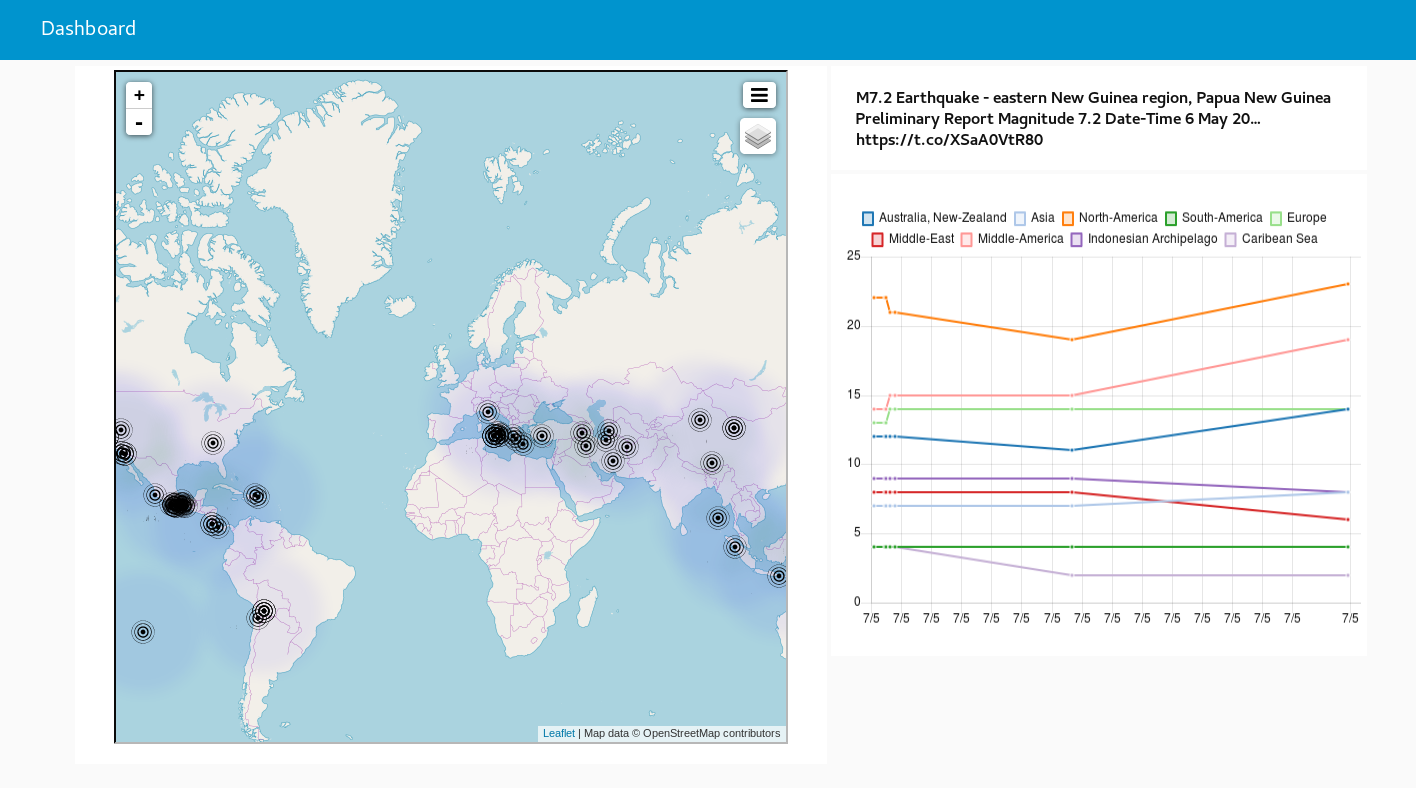 Dashboard
+
-
Leaflet | Map data © OpenStreetMap contributors
M7.2 Earthquake - eastern New Guinea region, Papua New Guinea
Preliminary Report Magnitude 7.2 Date-Time 6 May 20...
https://t.co/XSaA0VtR80
Australia, New-Zealand Asia North-America South-America Europe
Middle-East Middle-America Indonesian Archipelago Caribean Sea
25
20
15
10
5
0
7/5 7/5 7/5 7/5 7/5 7/5 7/5 7/5 7/5 7/5 7/5 7/5 7/5 7/5 7/5 7/5